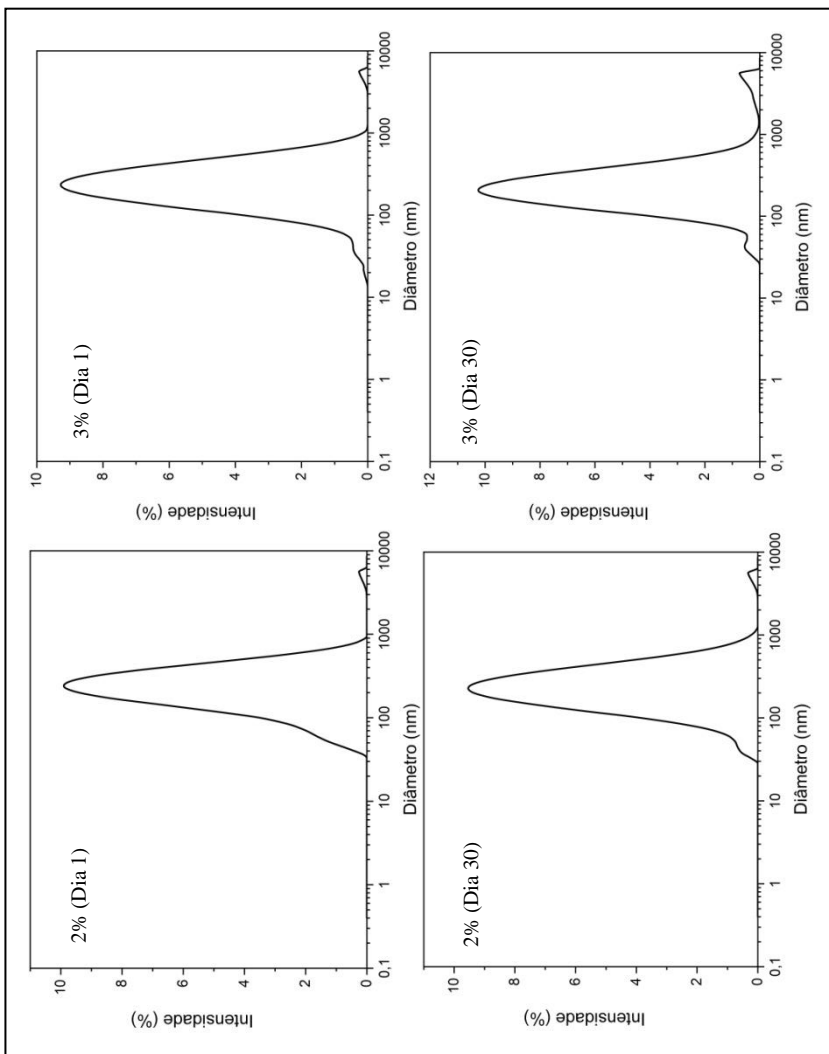 2% (Dia 1)
10
8
6
4
2
0
Intensidade (%)
0,1 1 10 100 1000 10000
Diâmetro (nm)
3% (Dia 1)
10
8
6
4
2
0
Intensidade (%)
0,1 1 10 100 1000 10000
Diâmetro (nm)
2% (Dia 30)
10
8
6
4
2
0
Intensidade (%)
0,1 1 10 100 1000 10000
Diâmetro (nm)
3% (Dia 30)
12
10
8
6
4
2
0
Intensidade (%)
0,1 1 10 100 1000 10000
Diâmetro (nm)